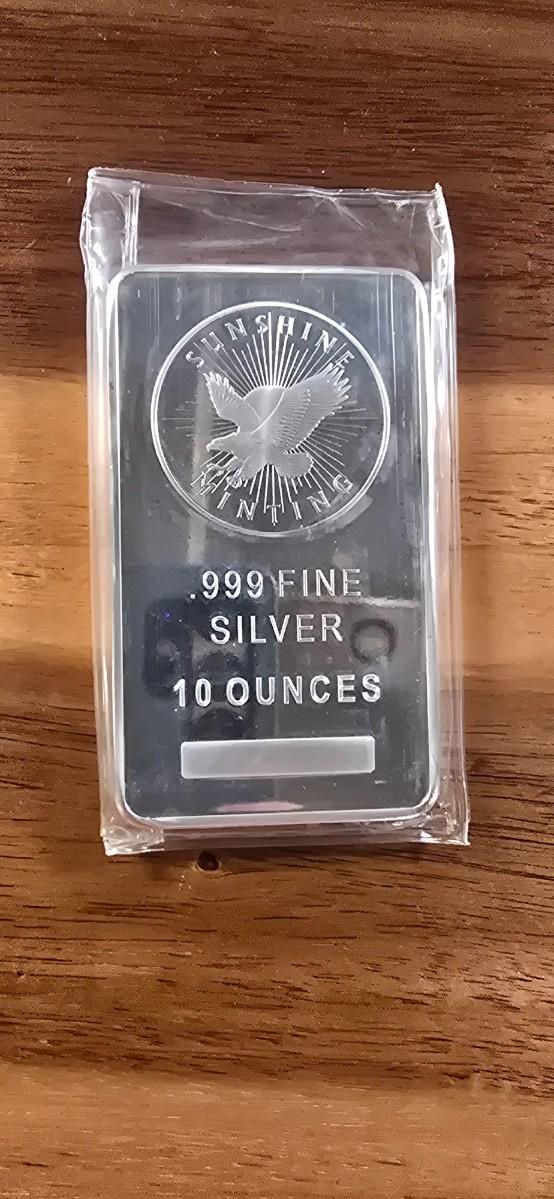 SUNSHINE
MINTING
.999 FINE
SILVER
10 OUNCES